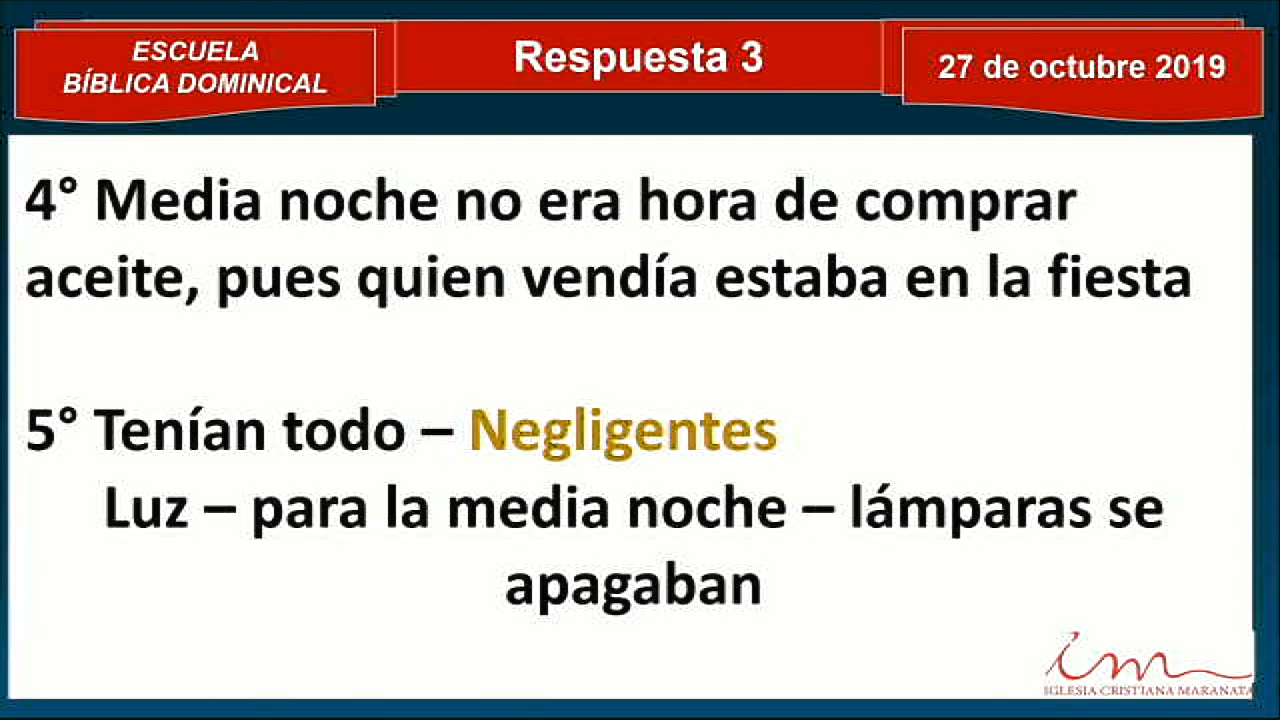 ESCUELA
BÍBLICA DOMINICAL
Respuesta 3
27 de octubre 2019
4° Media noche no era hora de comprar
aceite, pues quien vendía estaba en la fiesta
5° Tenían todo – Negligentes
Luz – para la media noche – lámparas se
apagaban
im
IGLESIA CRISTIANA MARANATA